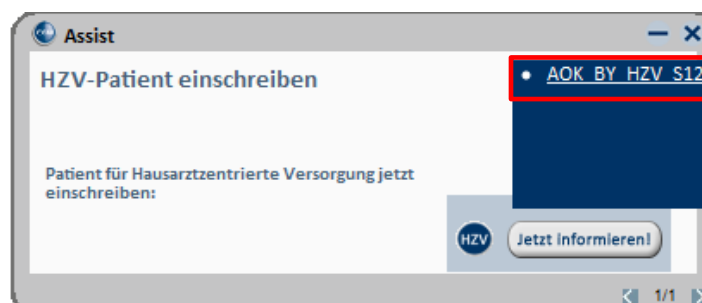 Assist
HZV-Patient einschreiben
AOK_BY_HZV_S12
Patient für Hausarztzentrierte Versorgung jetzt
einschreiben:
HZV
Jetzt informieren!
1/1